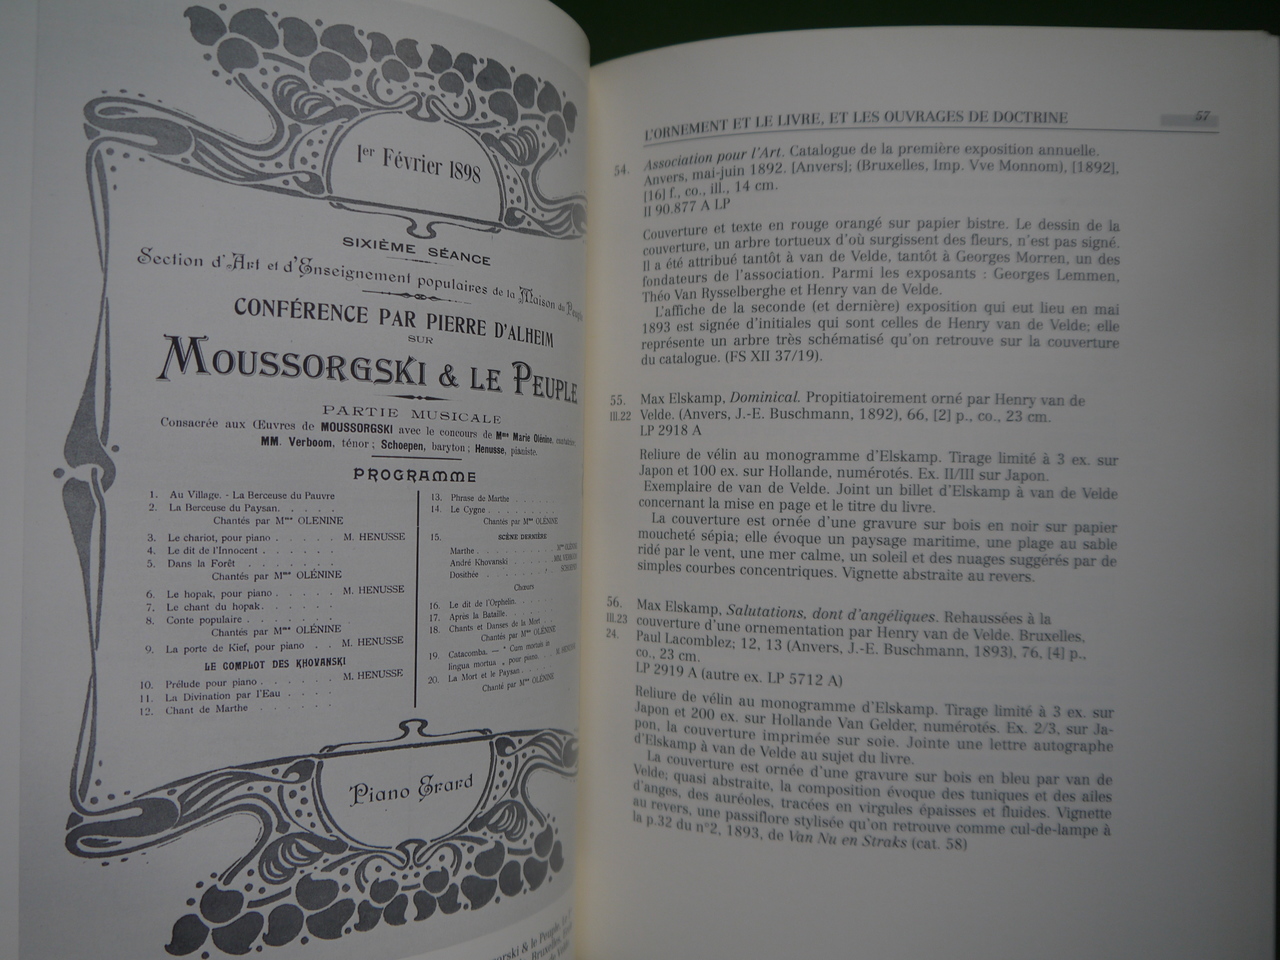 1er Février 1898
SIXIÈME SÉANCE
Section d'Art et d'Enseignement populaires de la Maison du Peuple
CONFÉRENCE PAR PIERRE D'ALHEIM
SUR
MOUSSORGSKI & LE PEUPLE
PARTIE MUSICALE
Consacrée aux Œuvres de MOUSSORGSKI avec le concours de Mme Marie Olénine,
MM. Verboom, ténor; Schoepen, baryton; Henusse, pianiste.
PROGRAMME
1. Au Village. - La Berceuse du Pauvre
2. La Berceuse du Paysan. . . . .
Chantés par Mme OLÉNINE
3. Le chariot, pour piano . . . . . M. HENUSSE
4. Le dit de l'Innocent . . . . . .
5. Dans la Forêt . . . . . . .
Chantés par Mme OLÉNINE
6. Le hopak, pour piano . . . . . M. HENUSSE
7. Le chant du hopak . . . . . .
8. Conte populaire . . . . . . .
Chantés par Mme OLÉNINE
9. La porte de Kief, pour piano . . M. HENUSSE
LE COMPLOT DES KHOVANSKI
10. Prélude pour piano . . . . . . M. HENUSSE
11. La Divination par l'Eau . . . .
12. Chant de Marthe . . . . . .
13. Phrase de Marthe . . . . .
14. Le Cygne . . . . . . .
Chantés par Mme OLÉNINE
15. SCÈNE DERNIÈRE
Marthe . . . . . . Mme OLÉNINE
André Khovanski . . . . MM. VERBOOM
Dosithée . . . . . SCHOEPEN
Chœurs
16. Le dit de l'Orphelin . . . . .
17. Après la Bataille . . . . . .
18. Chants et Danses de la Mort . .
Chantés par Mme OLÉNINE
19. Catacomba. — " Cum mortuis in
lingua mortua „ pour piano. . M. HENUSSE
20. La Mort et le Paysan . . . .
Chanté par Mme OLÉNINE
Piano Erard
& le Peuple.
L'ORNEMENT ET LE LIVRE, ET LES OUVRAGES DE DOCTRINE 57
54. Association pour l'Art. Catalogue de la première exposition annuelle.
Anvers, mai-juin 1892. [Anvers]; (Bruxelles, Imp. Vve Monnom), [1892],
[16] f., co., ill., 14 cm.
II 90.877 A LP
Couverture et texte en rouge orangé sur papier bistre. Le dessin de la
couverture, un arbre tortueux d'où surgissent des fleurs, n'est pas signé.
Il a été attribué tantôt à van de Velde, tantôt à Georges Morren, un des
fondateurs de l'association. Parmi les exposants : Georges Lemmen,
Théo Van Rysselberghe et Henry van de Velde.
L'affiche de la seconde (et dernière) exposition qui eut lieu en mai
1893 est signée d'initiales qui sont celles de Henry van de Velde; elle
représente un arbre très schématisé qu'on retrouve sur la couverture
du catalogue. (FS XII 37/19).
55. Max Elskamp, Dominical. Propitiatoirement orné par Henry van de
Ill.22 Velde. (Anvers, J.-E. Buschmann, 1892), 66, [2] p., co., 23 cm.
LP 2918 A
Reliure de vélin au monogramme d'Elskamp. Tirage limité à 3 ex. sur
Japon et 100 ex. sur Hollande, numérotés. Ex. II/III sur Japon.
Exemplaire de van de Velde. Joint un billet d'Elskamp à van de Velde
concernant la mise en page et le titre du livre.
La couverture est ornée d'une gravure sur bois en noir sur papier
moucheté sépia; elle évoque un paysage maritime, une plage au sable
ridé par le vent, une mer calme, un soleil et des nuages suggérés par de
simples courbes concentriques. Vignette abstraite au revers.
56. Max Elskamp, Salutations, dont d'angéliques. Rehaussées à la
Ill.23 couverture d'une ornementation par Henry van de Velde. Bruxelles,
24. Paul Lacomblez; 12, 13 (Anvers, J.-E. Buschmann, 1893), 76, [4] p.,
co., 23 cm.
LP 2919 A (autre ex. LP 5712 A)
Reliure de vélin au monogramme d'Elskamp. Tirage limité à 3 ex. sur
Japon et 200 ex. sur Hollande Van Gelder, numérotés. Ex. 2/3, sur Ja-
pon, la couverture imprimée sur soie. Jointe une lettre autographe
d'Elskamp à van de Velde au sujet du livre.
La couverture est ornée d'une gravure sur bois en bleu par van de
Velde; quasi abstraite, la composition évoque des tuniques et des ailes
d'anges, des auréoles, tracées en virgules épaisses et fluides. Vignette
au revers, une passiflore stylisée qu'on retrouve comme cul-de-lampe à
la p.32 du n°2, 1893, de Van Nu en Straks (cat. 58)